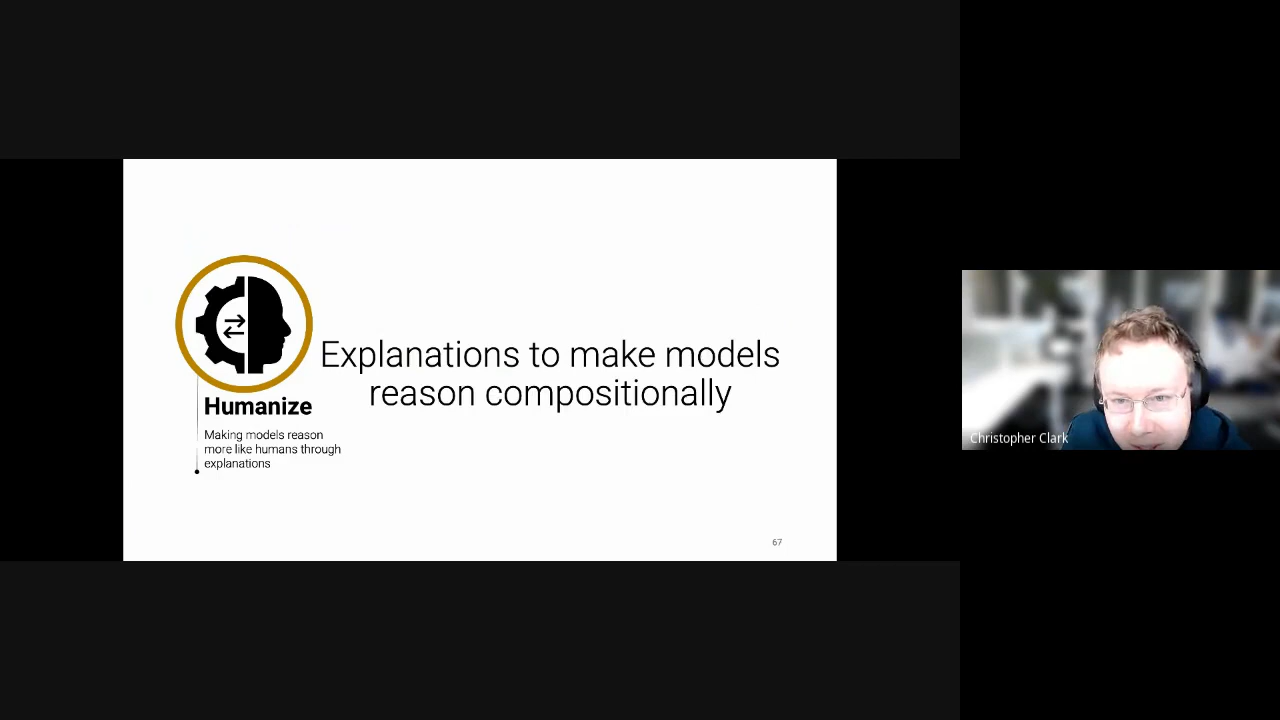 Explanations to make models
reason compositionally
Humanize
Making models reason
more like humans through
explanations
67
Christopher Clark